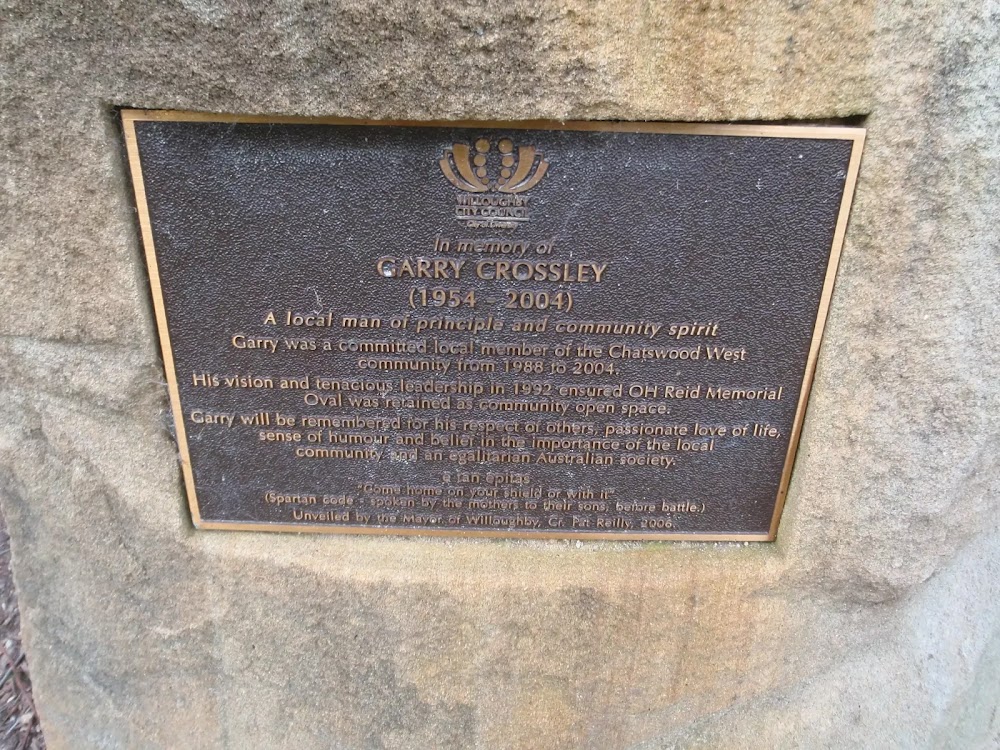 WILLOUGHBY
CITY COUNCIL
City of Diversity
In memory of
GARRY CROSSLEY
(1954 - 2004)
A local man of principle and community spirit
Garry was a committed local member of the Chatswood West
community from 1988 to 2004.
His vision and tenacious leadership in 1992 ensured OH Reid Memorial
Oval was retained as community open space.
Garry will be remembered for his respect of others, passionate love of life,
sense of humour and belief in the importance of the local
community and an egalitarian Australian society.
e tan epitas
"Come home on your shield or with it"
(Spartan code - spoken by the mothers to their sons, before battle.)
Unveiled by the Mayor of Willoughby, Cr. Pat Reilly, 2006.